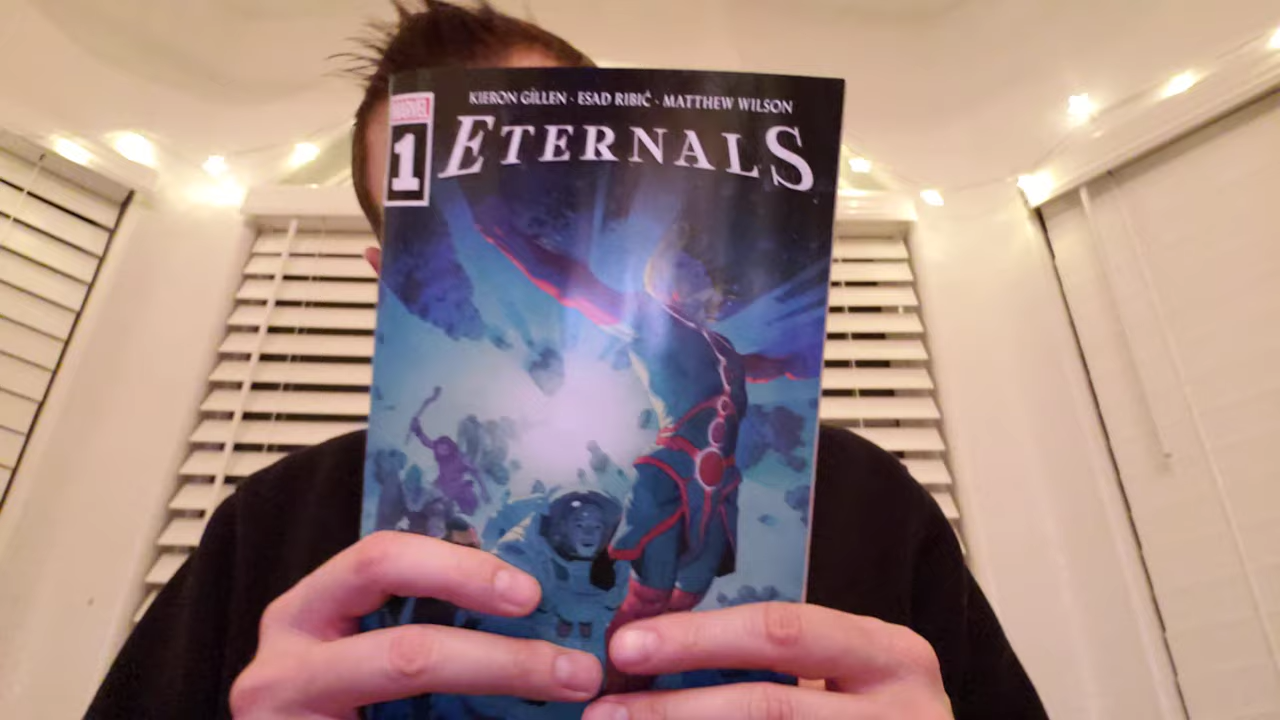 KIERON GILLEN · ESAD RIBIĆ · MATTHEW WILSON
MARVEL
1
ETERNALS